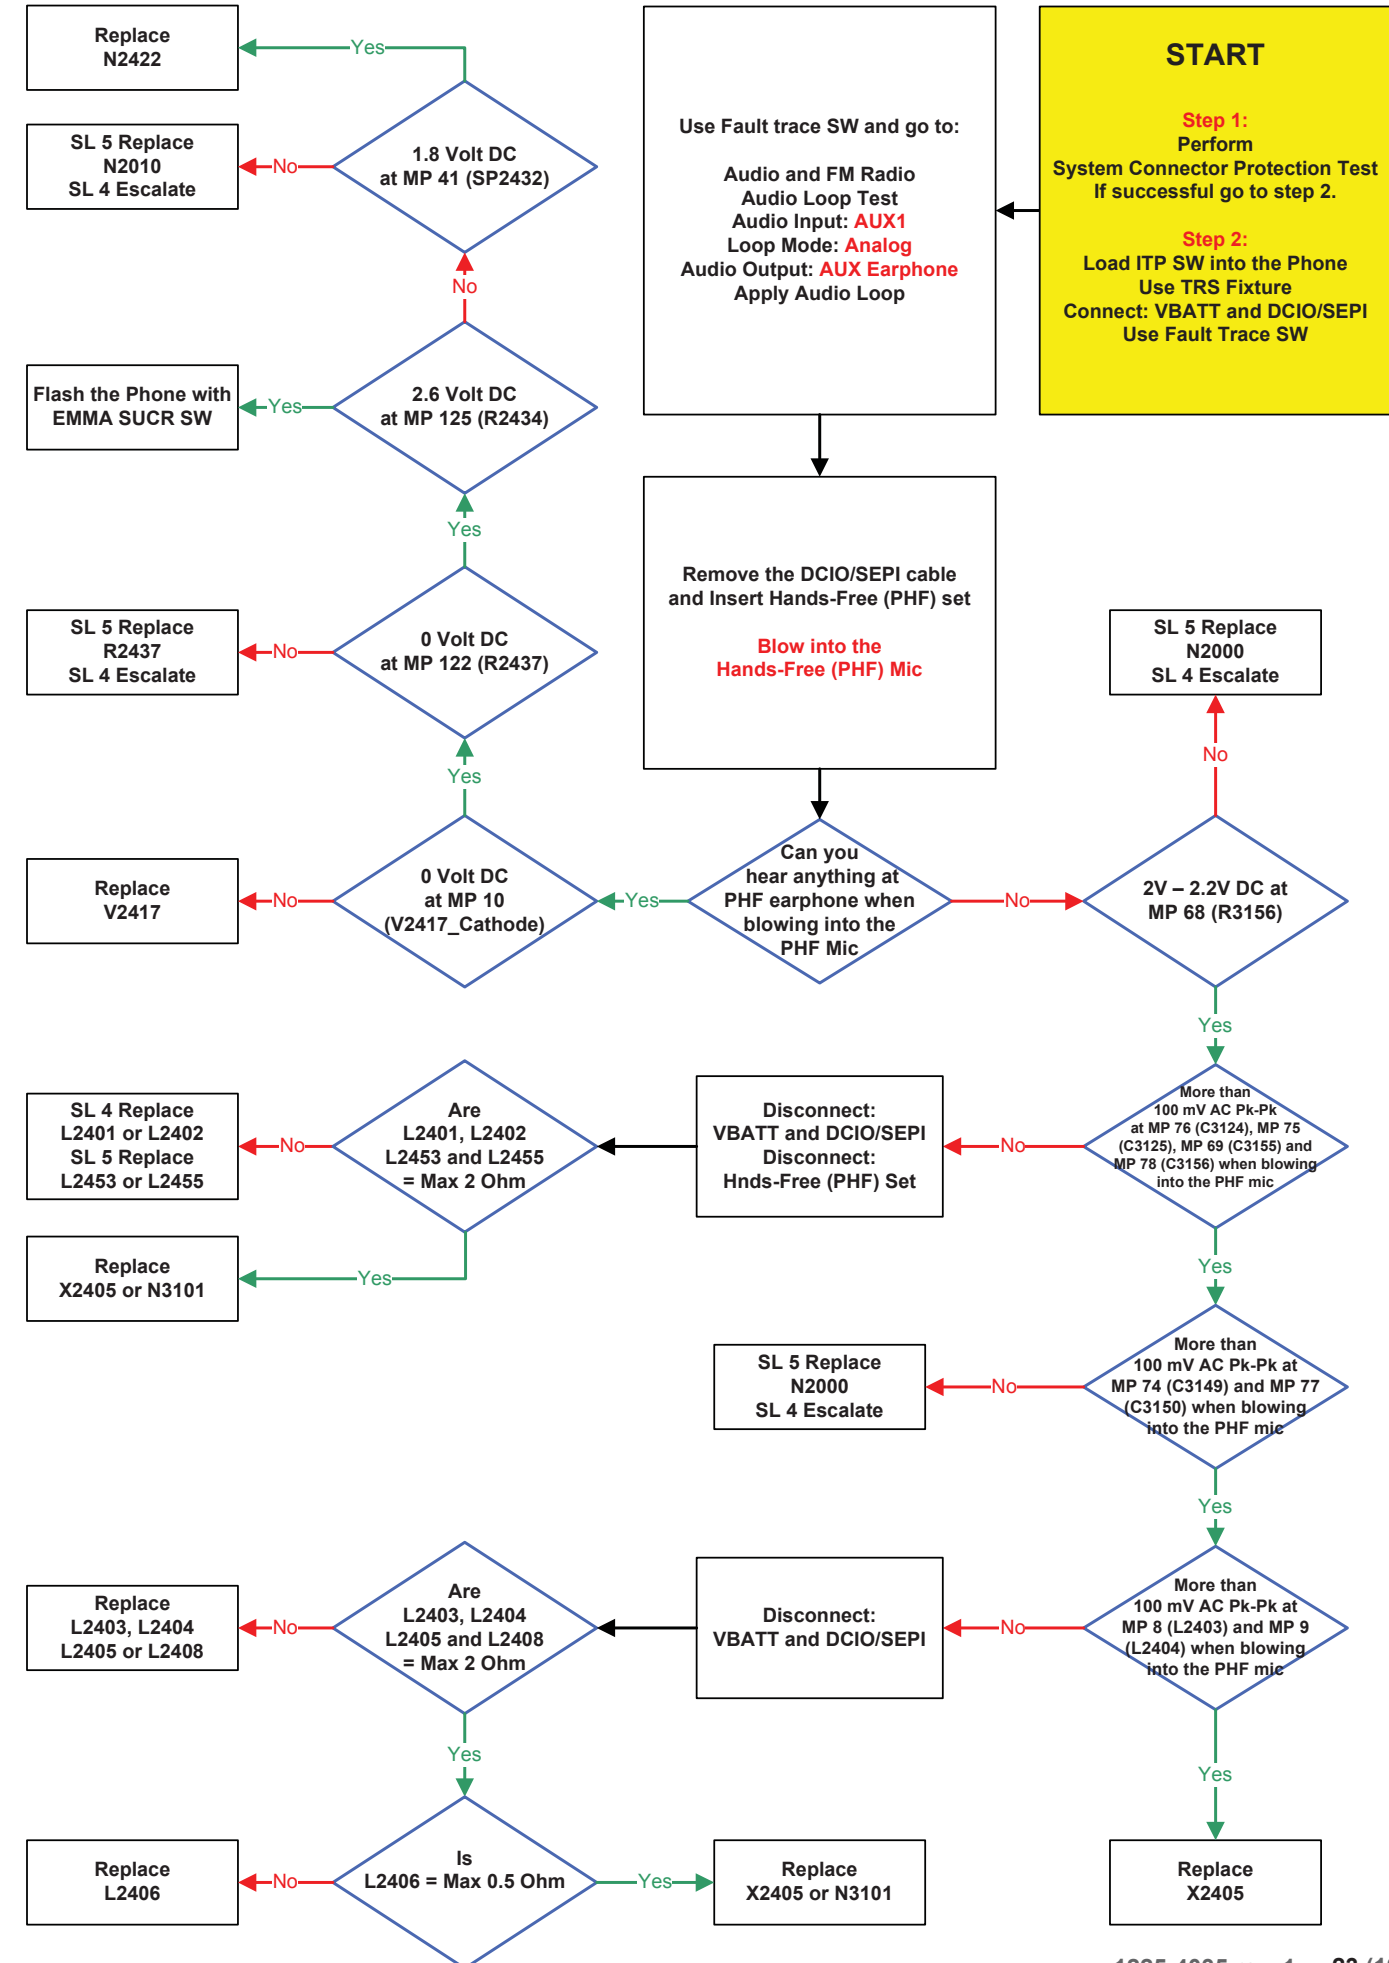 START
Step 1:
Perform
System Connector Protection Test
If successful go to step 2.
Step 2:
Load ITP SW into the Phone
Use TRS Fixture
Connect: VBATT and DCIO/SEPI
Use Fault Trace SW
Use Fault trace SW and go to:
Audio and FM Radio
Audio Loop Test
Audio Input: AUX1
Loop Mode: Analog
Audio Output: AUX Earphone
Apply Audio Loop
Remove the DCIO/SEPI cable
and Insert Hands-Free (PHF) set
Blow into the
Hands-Free (PHF) Mic
Can you
hear anything at
PHF earphone when
blowing into the
PHF Mic
Yes
No
0 Volt DC
at MP 10
(V2417_Cathode)
No
Replace
V2417
Yes
0 Volt DC
at MP 122 (R2437)
No
SL 5 Replace
R2437
SL 4 Escalate
Yes
2.6 Volt DC
at MP 125 (R2434)
Yes
Flash the Phone with
EMMA SUCR SW
No
1.8 Volt DC
at MP 41 (SP2432)
No
SL 5 Replace
N2010
SL 4 Escalate
Yes
Replace
N2422
2V – 2.2V DC at
MP 68 (R3156)
No
SL 5 Replace
N2000
SL 4 Escalate
Yes
More than
100 mV AC Pk-Pk
at MP 76 (C3124), MP 75
(C3125), MP 69 (C3155) and
MP 78 (C3156) when blowing
into the PHF mic
No
Disconnect:
VBATT and DCIO/SEPI
Disconnect:
Hnds-Free (PHF) Set
Are
L2401, L2402
L2453 and L2455
= Max 2 Ohm
No
SL 4 Replace
L2401 or L2402
SL 5 Replace
L2453 or L2455
Yes
Replace
X2405 or N3101
Yes
More than
100 mV AC Pk-Pk at
MP 74 (C3149) and MP 77
(C3150) when blowing
into the PHF mic
No
SL 5 Replace
N2000
SL 4 Escalate
Yes
More than
100 mV AC Pk-Pk at
MP 8 (L2403) and MP 9
(L2404) when blowing
into the PHF mic
No
Disconnect:
VBATT and DCIO/SEPI
Are
L2403, L2404
L2405 and L2408
= Max 2 Ohm
No
Replace
L2403, L2404
L2405 or L2408
Yes
Is
L2406 = Max 0.5 Ohm
No
Replace
L2406
Yes
Replace
X2405 or N3101
Yes
Replace
X2405